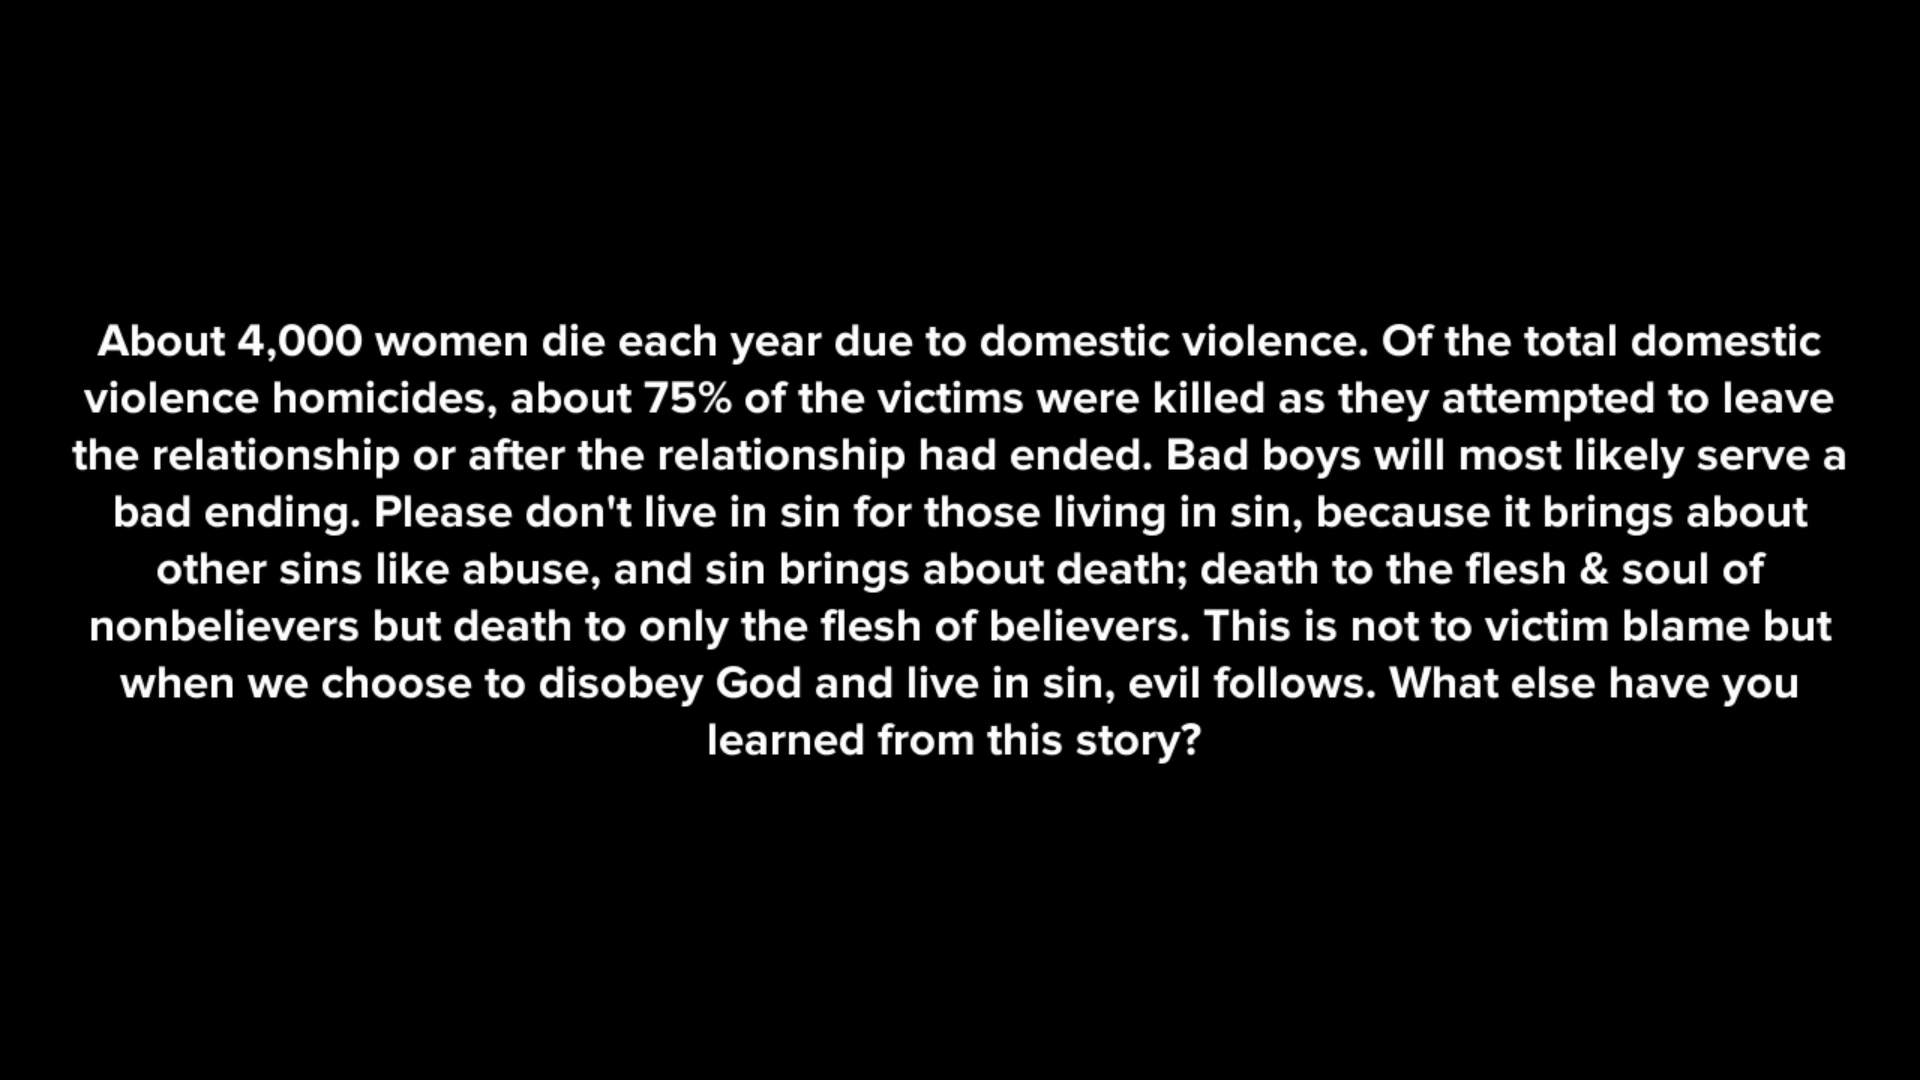 About 4,000 women die each year due to domestic violence. Of the total domestic
violence homicides, about 75% of the victims were killed as they attempted to leave
the relationship or after the relationship had ended. Bad boys will most likely serve a
bad ending. Please don't live in sin for those living in sin, because it brings about
other sins like abuse, and sin brings about death; death to the flesh & soul of
nonbelievers but death to only the flesh of believers. This is not to victim blame but
when we choose to disobey God and live in sin, evil follows. What else have you
learned from this story?